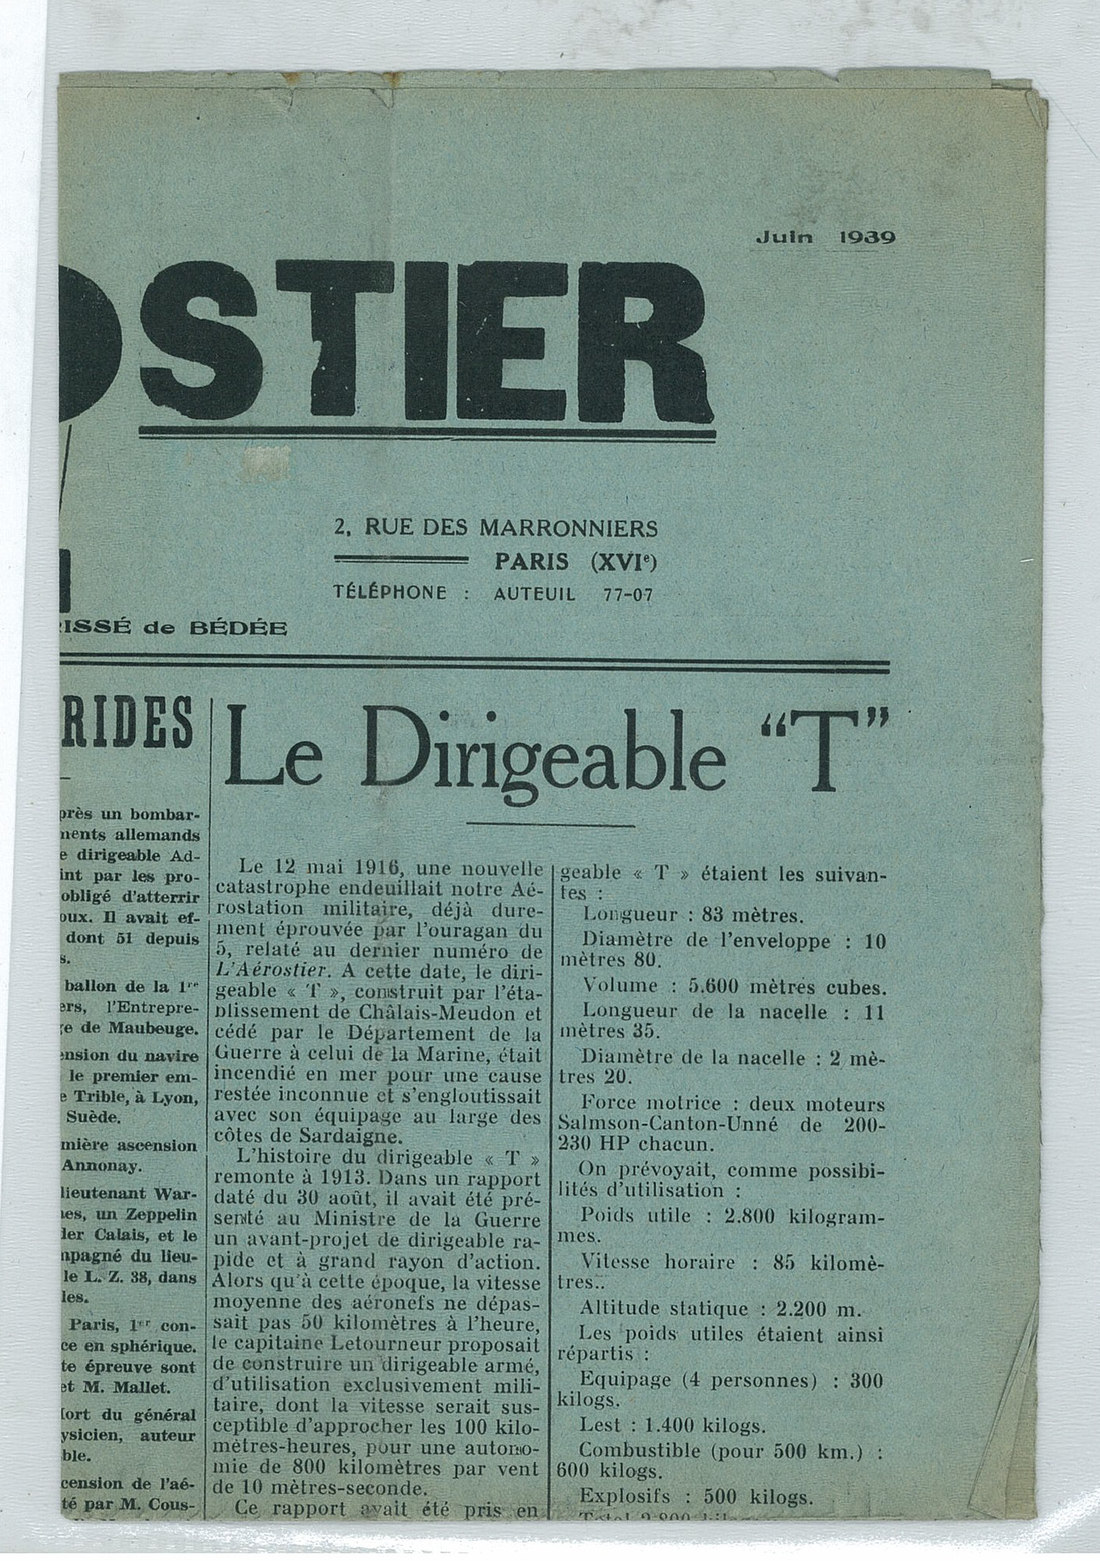 Juin 1939
OSTIER
2, RUE DES MARRONNIERS
PARIS (XVIe)
TÉLÉPHONE : AUTEUIL 77-07
ISSÉ de BÉDÉE
RIDES
près un bombar-
ments allemands
e dirigeable Ad-
int par les pro-
obligé d'atterrir
oux. Il avait ef-
dont 51 depuis
s.
ballon de la 1re
ers, l'Entrepre-
e de Maubeuge.
ension du navire
le premier em-
e Trible, à Lyon,
Suède.
mière ascension
Annonay.
lieutenant War-
nes, un Zeppelin
ler Calais, et le
mpagné du lieu-
le L. Z. 38, dans
les.
Paris, 1er con-
ce en sphérique.
te épreuve sont
et M. Mallet.
fort du général
ysicien, auteur
ble.
cension de l'aé-
té par M. Cous-
Le Dirigeable “T”
Le 12 mai 1916, une nouvelle
catastrophe endeuillait notre Aé-
rostation militaire, déjà dure-
ment éprouvée par l'ouragan du
5, relaté au dernier numéro de
L'Aérostier. A cette date, le diri-
geable « T », construit par l'éta-
blissement de Châlais-Meudon et
cédé par le Département de la
Guerre à celui de la Marine, était
incendié en mer pour une cause
restée inconnue et s'engloutissait
avec son équipage au large des
côtes de Sardaigne.
L'histoire du dirigeable « T »
remonte à 1913. Dans un rapport
daté du 30 août, il avait été pré-
senté au Ministre de la Guerre
un avant-projet de dirigeable ra-
pide et à grand rayon d'action.
Alors qu'à cette époque, la vitesse
moyenne des aéronefs ne dépas-
sait pas 50 kilomètres à l'heure,
le capitaine Letourneur proposait
de construire un dirigeable armé,
d'utilisation exclusivement mili-
taire, dont la vitesse serait sus-
ceptible d'approcher les 100 kilo-
mètres-heures, pour une autono-
mie de 800 kilomètres par vent
de 10 mètres-seconde.
Ce rapport avait été pris en
geable « T » étaient les suivan-
tes :
Longueur : 83 mètres.
Diamètre de l'enveloppe : 10
mètres 80.
Volume : 5.600 mètres cubes.
Longueur de la nacelle : 11
mètres 35.
Diamètre de la nacelle : 2 mè-
tres 20.
Force motrice : deux moteurs
Salmson-Canton-Unné de 200-
230 HP chacun.
On prévoyait, comme possibi-
lités d'utilisation :
Poids utile : 2.800 kilogram-
mes.
Vitesse horaire : 85 kilomè-
tres..
Altitude statique : 2.200 m.
Les poids utiles étaient ainsi
répartis :
Equipage (4 personnes) : 300
kilogs.
Lest : 1.400 kilogs.
Combustible (pour 500 km.) :
600 kilogs.
Explosifs : 500 kilogs.